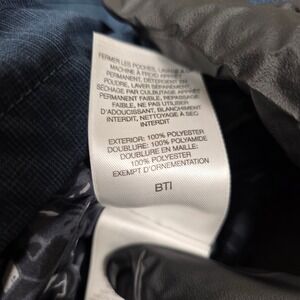 FERMER LES POCHES, LAVAGE À LA
MACHINE À FROID APPRÊT
PERMANENT, DÉTERGENT EN
POUDRE, LAVER SÉPARÉMENT,
SÉCHAGE PAR CULBUTAGE APPRÊT
PERMANENT FAIBLE, REPASSAGE
FAIBLE, NE PAS UTILISER
D'ADOUCISSANT, BLANCHIMENT
INTERDIT, NETTOYAGE A SEC
INTERDIT
EXTERIOR: 100% POLYESTER
DOUBLURE: 100% POLYAMIDE
DOUBLURE EN MAILLE:
100% POLYESTER
EXEMPT D'ORNEMENTATION
BTI